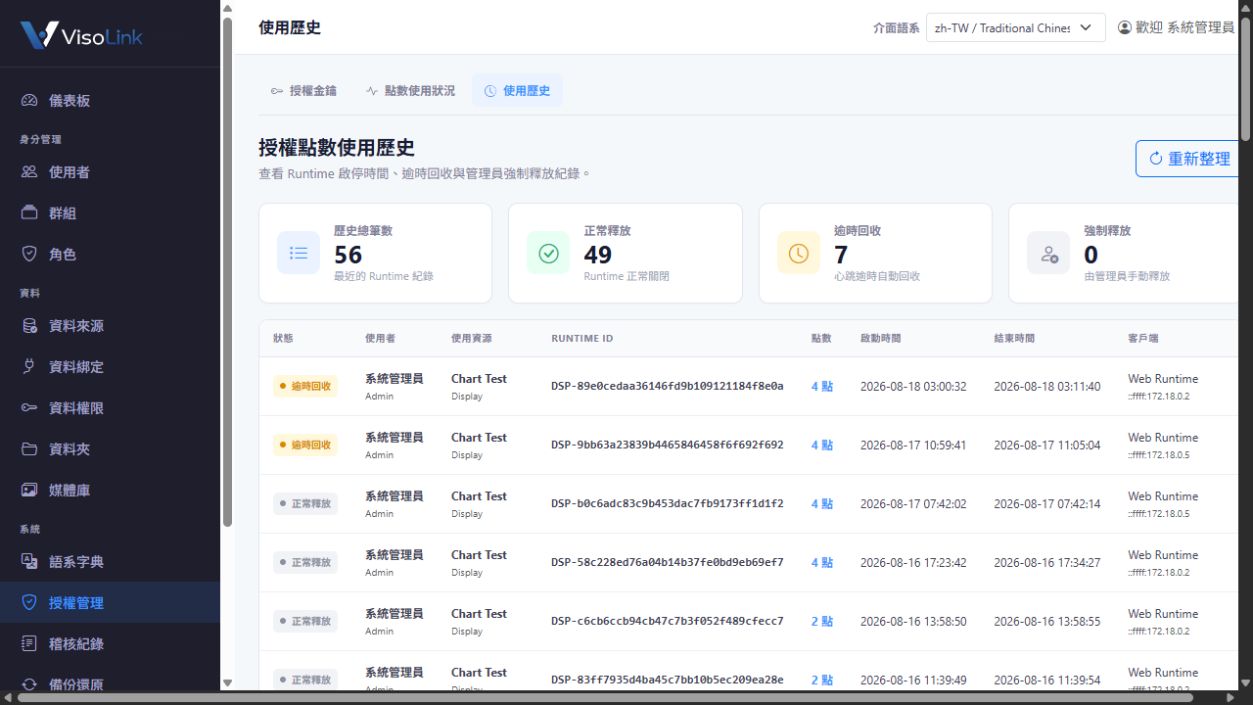 VisoLink
儀表板
身分管理
使用者
群組
角色
資料
資料來源
資料綁定
資料權限
資料夾
媒體庫
系統
語系字典
授權管理
稽核紀錄
備份還原
使用歷史
介面語系 zh-TW / Traditional Chines 歡迎 系統管理員
授權金鑰 點數使用狀況 使用歷史
授權點數使用歷史
查看 Runtime 啟停時間、逾時回收與管理員強制釋放紀錄。
重新整理
歷史總筆數
56
最近的 Runtime 紀錄
正常釋放
49
Runtime 正常關閉
逾時回收
7
心跳逾時自動回收
強制釋放
0
由管理員手動釋放
狀態 使用者 使用資源 RUNTIME ID 點數 啟動時間 結束時間 客戶端
逾時回收 系統管理員 Chart Test DSP-89e0cedaa36146fd9b109121184f8e0a 4 點 2026-08-18 03:00:32 2026-08-18 03:11:40 Web Runtime
Admin Display ::ffff:172.18.0.2
逾時回收 系統管理員 Chart Test DSP-9bb63a23839b4465846458f6f692f692 4 點 2026-08-17 10:59:41 2026-08-17 11:05:04 Web Runtime
Admin Display ::ffff:172.18.0.5
正常釋放 系統管理員 Chart Test DSP-b0c6adc83c9b453dac7fb9173ff1d1f2 4 點 2026-08-17 07:42:02 2026-08-17 07:42:14 Web Runtime
Admin Display ::ffff:172.18.0.5
正常釋放 系統管理員 Chart Test DSP-58c228ed76a04b14b37fe0bd9eb69ef7 4 點 2026-08-16 17:23:42 2026-08-16 17:34:27 Web Runtime
Admin Display ::ffff:172.18.0.2
正常釋放 系統管理員 Chart Test DSP-c6cb6ccb94cb47c7b3f052f489cfecc7 2 點 2026-08-16 13:58:50 2026-08-16 13:58:55 Web Runtime
Admin Display ::ffff:172.18.0.2
正常釋放 系統管理員 Chart Test DSP-83ff7935d4ba45c7bb10b5ec209ea28e 2 點 2026-08-16 11:39:49 2026-08-16 11:39:54 Web Runtime
Admin Display ::ffff:172.18.0.2